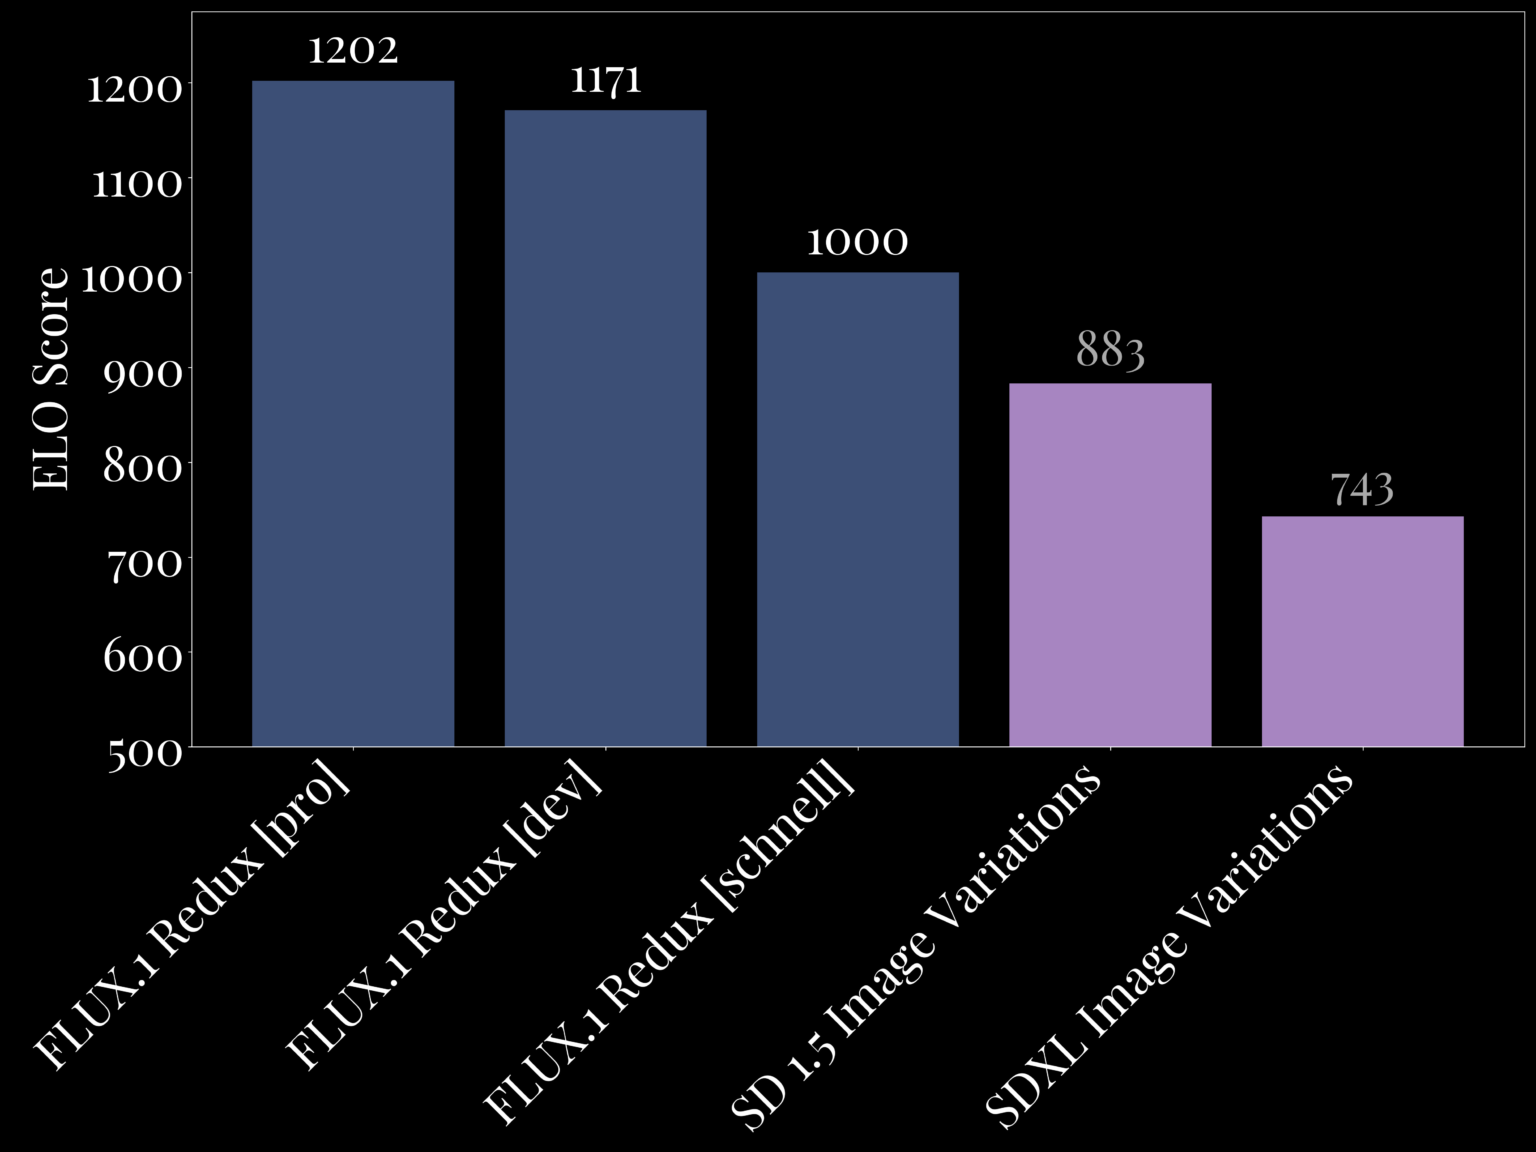 1202
1171
1000
883
743
ELO Score
1200
1100
1000
900
800
700
600
500
FLUX.1 Redux [pro]
FLUX.1 Redux [dev]
FLUX.1 Redux [schnell]
SD 1.5 Image Variations
SDXL Image Variations